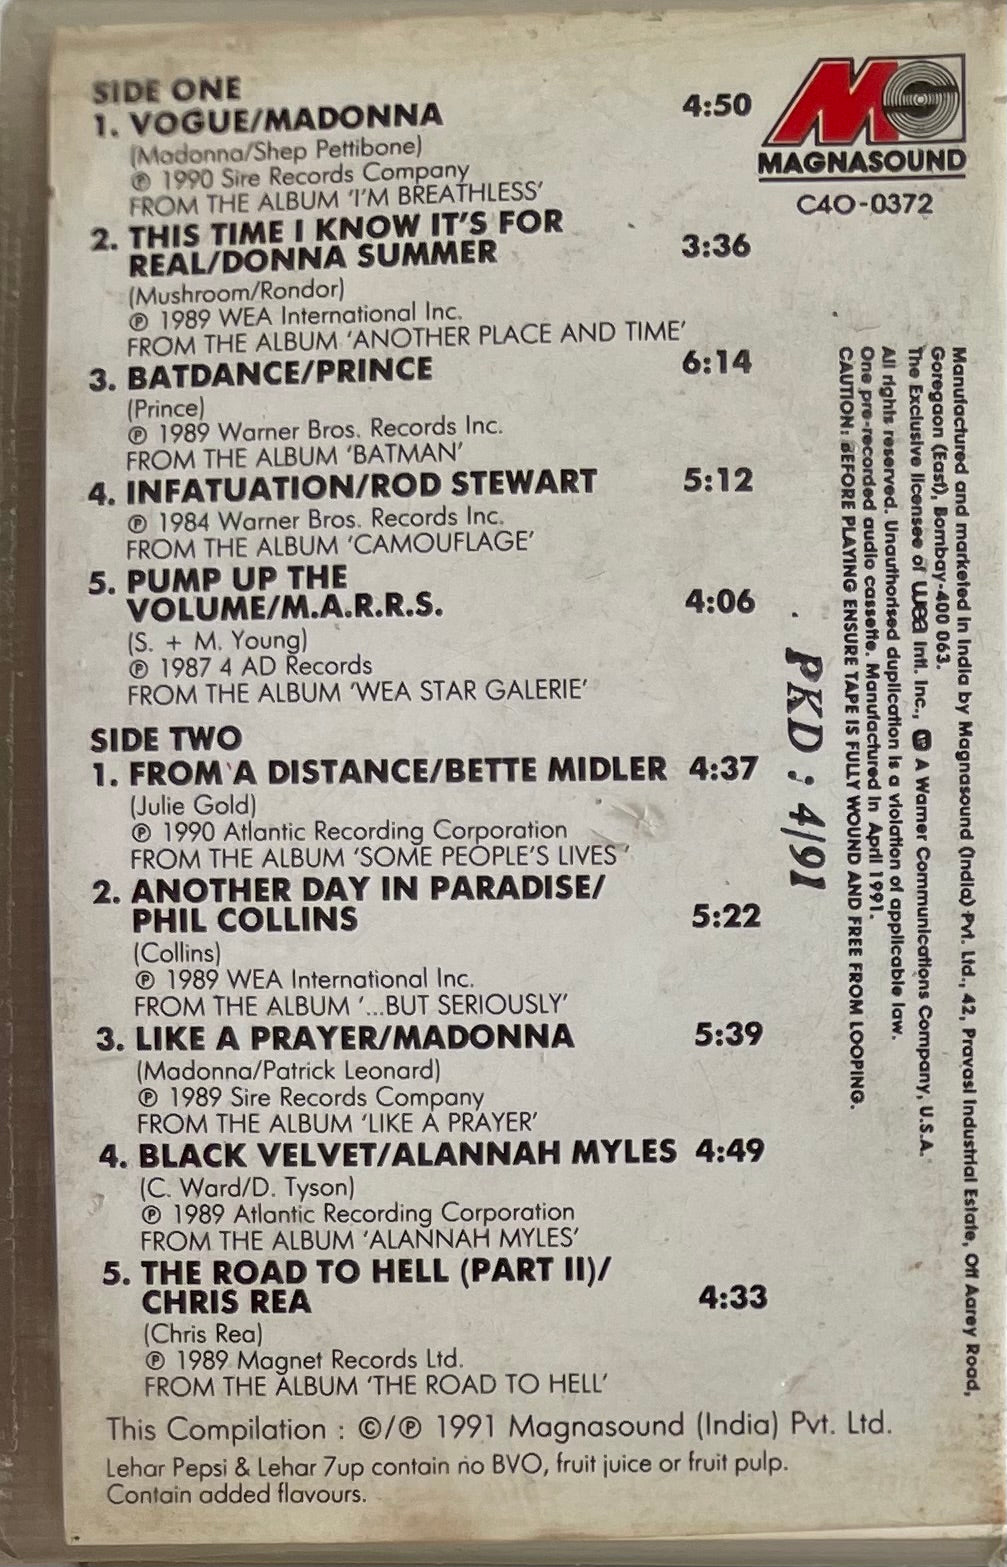 SIDE ONE
1. VOGUE/MADONNA 4:50
(Madonna/Shep Pettibone)
℗ 1990 Sire Records Company
FROM THE ALBUM 'I'M BREATHLESS'
2. THIS TIME I KNOW IT'S FOR
REAL/DONNA SUMMER 3:36
(Mushroom/Rondor)
℗ 1989 WEA International Inc.
FROM THE ALBUM 'ANOTHER PLACE AND TIME'
3. BATDANCE/PRINCE 6:14
(Prince)
℗ 1989 Warner Bros. Records Inc.
FROM THE ALBUM 'BATMAN'
4. INFATUATION/ROD STEWART 5:12
℗ 1984 Warner Bros. Records Inc.
FROM THE ALBUM 'CAMOUFLAGE'
5. PUMP UP THE
VOLUME/M.A.R.R.S. 4:06
(S. + M. Young)
℗ 1987 4 AD Records
FROM THE ALBUM 'WEA STAR GALERIE'
SIDE TWO
1. FROM A DISTANCE/BETTE MIDLER 4:37
(Julie Gold)
℗ 1990 Atlantic Recording Corporation
FROM THE ALBUM 'SOME PEOPLE'S LIVES'
2. ANOTHER DAY IN PARADISE/
PHIL COLLINS 5:22
(Collins)
℗ 1989 WEA International Inc.
FROM THE ALBUM '...BUT SERIOUSLY'
3. LIKE A PRAYER/MADONNA 5:39
(Madonna/Patrick Leonard)
℗ 1989 Sire Records Company
FROM THE ALBUM 'LIKE A PRAYER'
4. BLACK VELVET/ALANNAH MYLES 4:49
(C. Ward/D. Tyson)
℗ 1989 Atlantic Recording Corporation
FROM THE ALBUM 'ALANNAH MYLES'
5. THE ROAD TO HELL (PART II)/
CHRIS REA 4:33
(Chris Rea)
℗ 1989 Magnet Records Ltd.
FROM THE ALBUM 'THE ROAD TO HELL'
This Compilation : ©/℗ 1991 Magnasound (India) Pvt. Ltd.
Lehar Pepsi & Lehar 7up contain no BVO, fruit juice or fruit pulp.
Contain added flavours.
MG
MAGNASOUND
C4O-0372
Manufactured and marketed in India by Magnasound (India) Pvt. Ltd., 42, Pravasi Industrial Estate, Off Aarey Road,
Goregaon (East), Bombay-400 063.
The Exclusive licensee of wea Intl. Inc., A Warner Communications Company, U.S.A.
All rights reserved. Unauthorised duplication is a violation of applicable law.
One pre-recorded audio cassette. Manufactured in April 1991.
CAUTION: BEFORE PLAYING ENSURE TAPE IS FULLY WOUND AND FREE FROM LOOPING.
PKD : 4/91